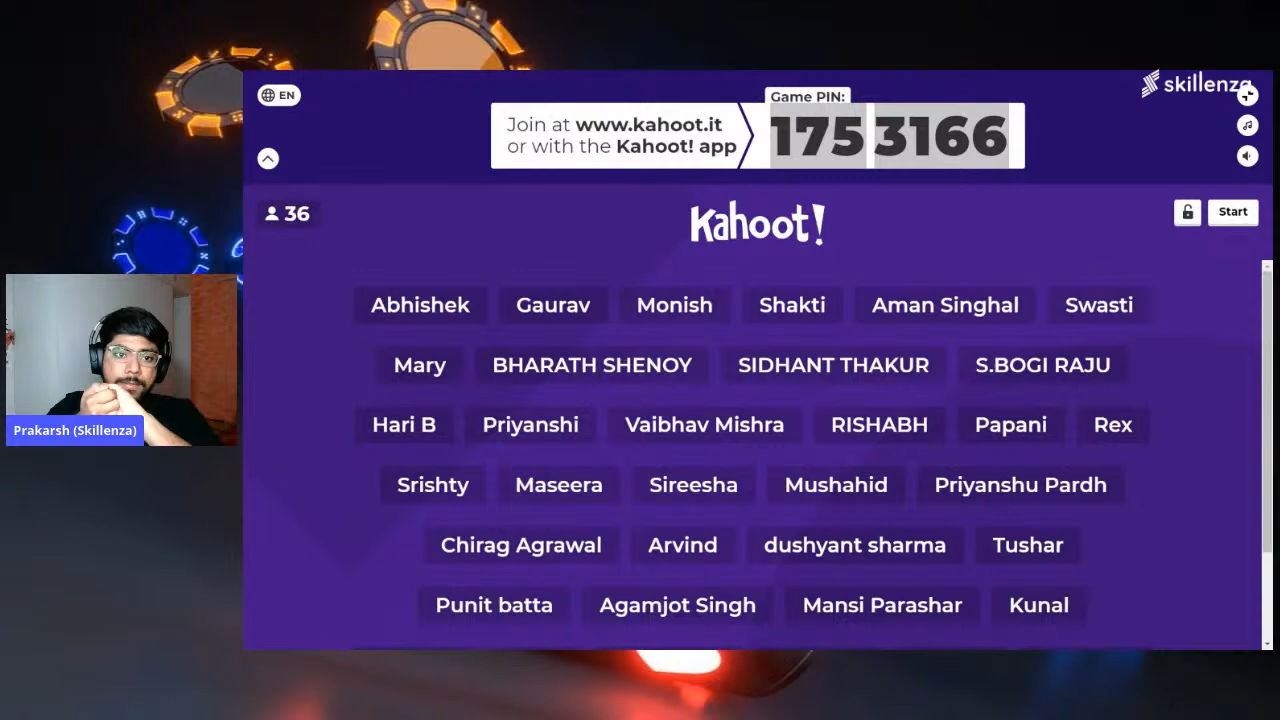 skillenza
EN
Game PIN:
Join at www.kahoot.it
or with the Kahoot! app
175 3166
36
Kahoot!
Start
Abhishek Gaurav Monish Shakti Aman Singhal Swasti
Mary BHARATH SHENOY SIDHANT THAKUR S.BOGI RAJU
Hari B Priyanshi Vaibhav Mishra RISHABH Papani Rex
Srishty Maseera Sireesha Mushahid Priyanshu Pardh
Chirag Agrawal Arvind dushyant sharma Tushar
Punit batta Agamjot Singh Mansi Parashar Kunal
Prakarsh (Skillenza)